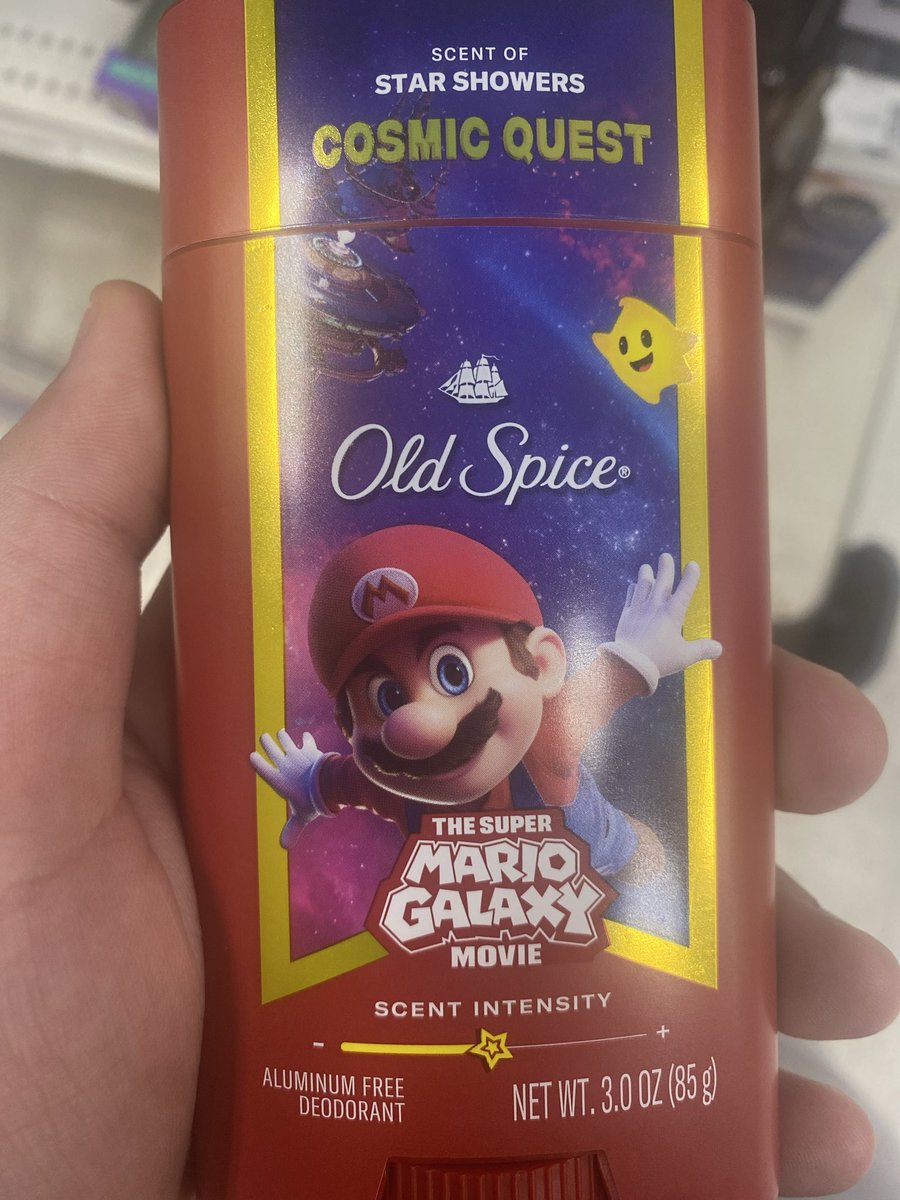 SCENT OF
STAR SHOWERS
COSMIC QUEST
Old Spice®
M
THE SUPER
MARIO
GALAXY
MOVIE
SCENT INTENSITY
- +
ALUMINUM FREE
DEODORANT
NET WT. 3.0 OZ (85 g)